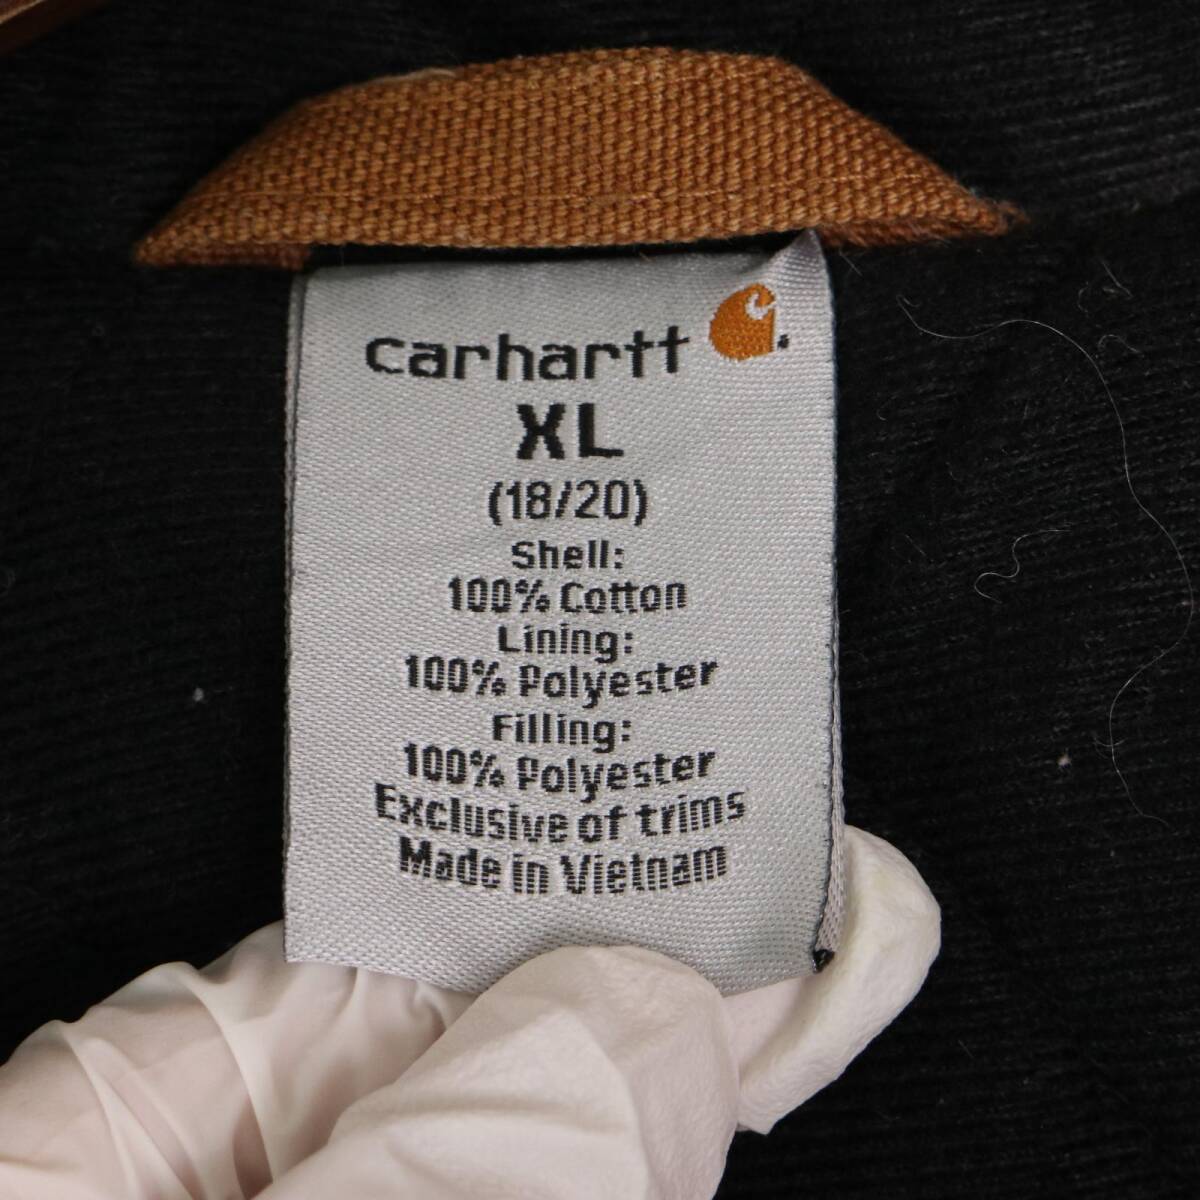 carhartt
XL
(18/20)
Shell:
100% Cotton
Lining:
100% Polyester
Filling:
100% Polyester
Exclusive of trims
Made in Vietnam